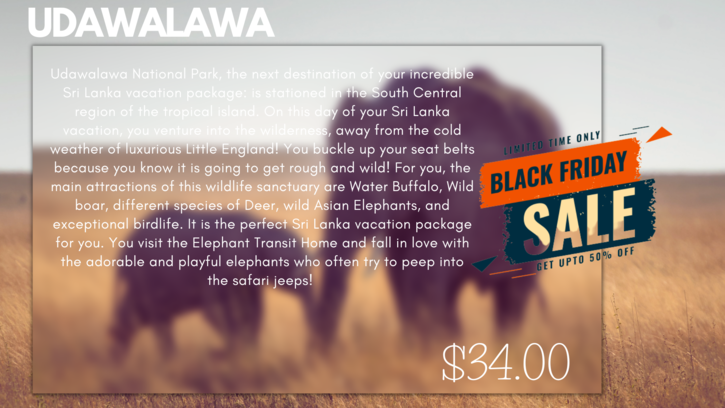 UDAWALAWA
Udawalawa National Park, the next destination of your incredible
Sri Lanka vacation package: is stationed in the South Central
region of the tropical island. On this day of your Sri Lanka
vacation, you venture into the wilderness, away from the cold
weather of luxurious Little England! You buckle up your seat belts
because you know it is going to get rough and wild! For you, the
main attractions of this wildlife sanctuary are Water Buffalo, Wild
boar, different species of Deer, wild Asian Elephants, and
exceptional birdlife. It is the perfect Sri Lanka vacation package
for you. You visit the Elephant Transit Home and fall in love with
the adorable and playful elephants who often try to peep into
the safari jeeps!
LIMITED TIME ONLY
BLACK FRIDAY
SALE
GET UPTO 50% OFF
$34.00